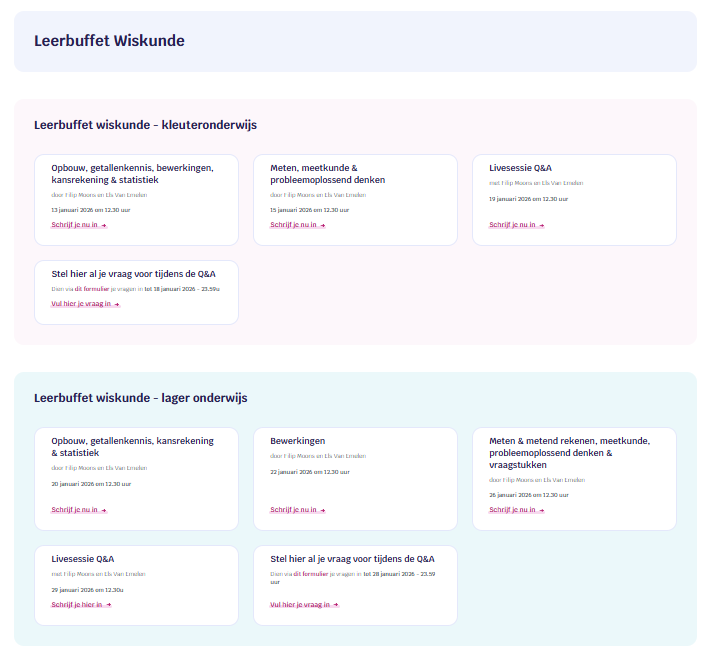 Leerbuffet Wiskunde
Leerbuffet wiskunde - kleuteronderwijs
Opbouw, getallenkennis, bewerkingen,
kansrekening & statistiek
door Filip Moons en Els Van Emelen
13 januari 2026 om 12.30 uur
Schrijf je nu in →
Meten, meetkunde &
probleemoplossend denken
door Filip Moons en Els Van Emelen
15 januari 2026 om 12.30 uur
Schrijf je nu in →
Livesessie Q&A
met Filip Moons en Els Van Emelen
19 januari 2026 om 12.30 uur
Schrijf je nu in →
Stel hier al je vraag voor tijdens de Q&A
Dien via dit formulier je vragen in tot 18 januari 2026 - 23.59u
Vul hier je vraag in →
Leerbuffet wiskunde - lager onderwijs
Opbouw, getallenkennis, kansrekening
& statistiek
door Filip Moons en Els Van Emelen
20 januari 2026 om 12.30 uur
Schrijf je nu in →
Bewerkingen
door Filip Moons en Els Van Emelen
22 januari 2026 om 12.30 uur
Schrijf je nu in →
Meten & metend rekenen, meetkunde,
probleemoplossend denken &
vraagstukken
door Filip Moons en Els Van Emelen
26 januari 2026 om 12.30 uur
Schrijf je nu in →
Livesessie Q&A
met Filip Moons en Els Van Emelen
29 januari 2026 om 12.30u
Schrijf je hier in →
Stel hier al je vraag voor tijdens de Q&A
Dien via dit formulier je vragen in tot 28 januari 2026 - 23.59
uur
Vul hier je vraag in →